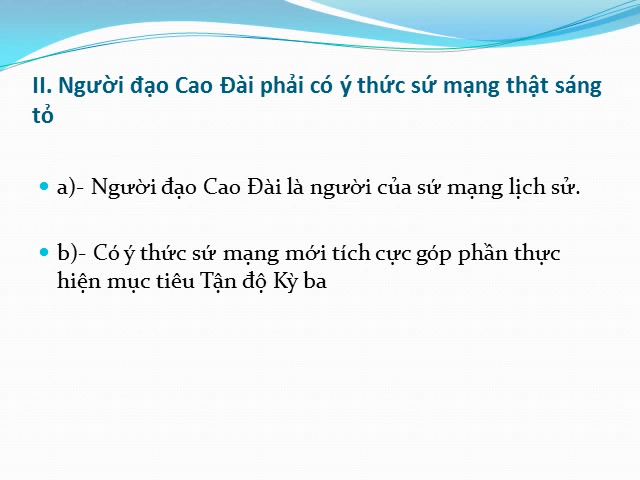 II. Người đạo Cao Đài phải có ý thức sứ mạng thật sáng
tỏ
a)- Người đạo Cao Đài là người của sứ mạng lịch sử.
b)- Có ý thức sứ mạng mới tích cực góp phần thực
hiện mục tiêu Tận độ Kỳ ba